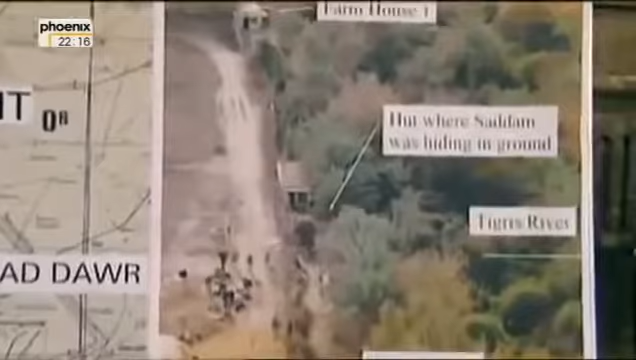 phoenix
22:16
Farm House 1
Hut where Saddam
was hiding in ground
Tigris River
AD DAWR